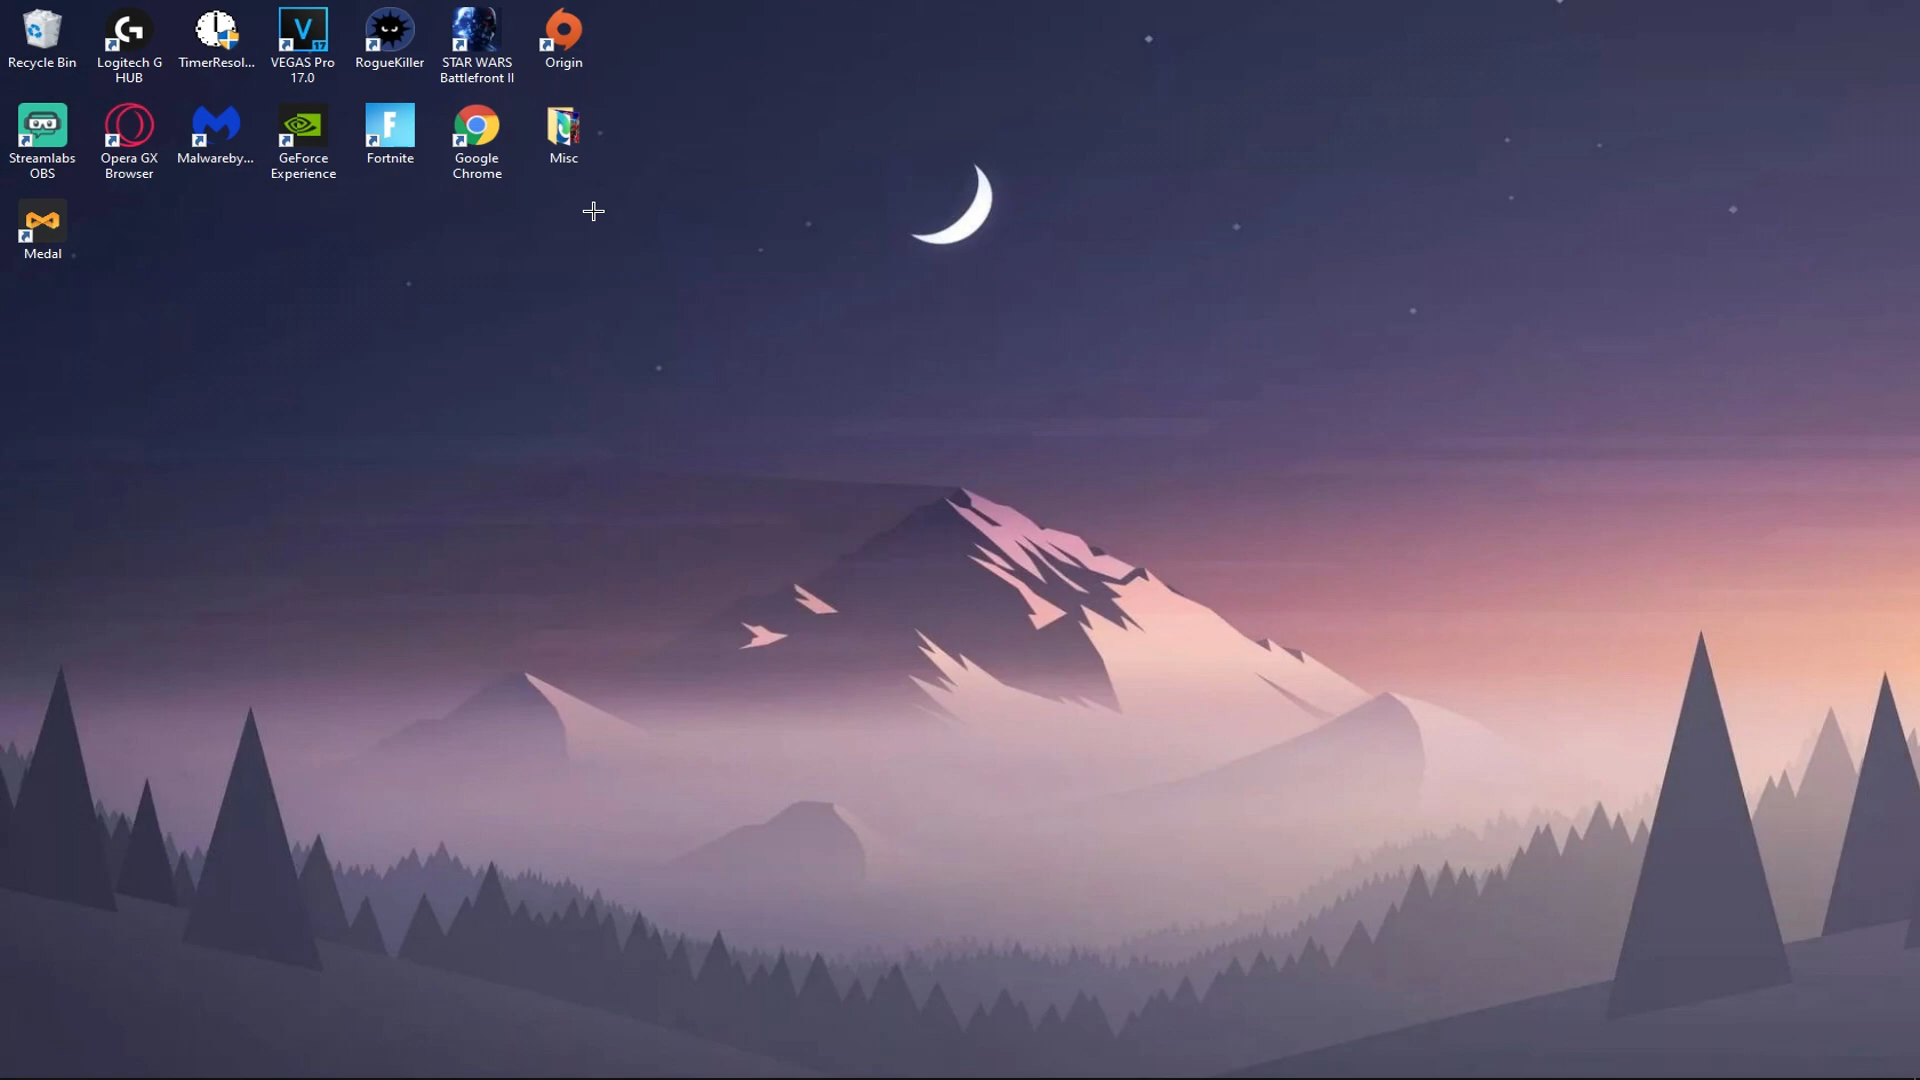 Recycle Bin
Logitech G
HUB
TimerResol...
VEGAS Pro
17.0
RogueKiller
STAR WARS
Battlefront II
Origin
Streamlabs
OBS
Opera GX
Browser
Malwareby...
GeForce
Experience
Fortnite
Google
Chrome
Misc
Medal